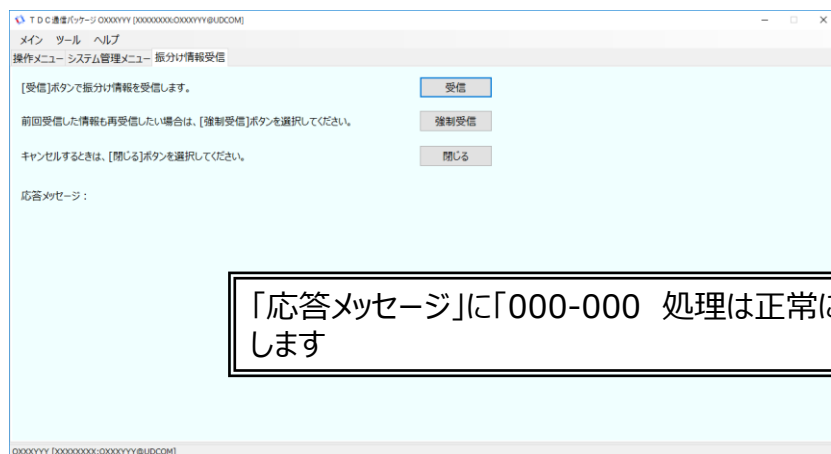 TDC通信パッケージ OXXXYYY [XXXXXXXX:OXXXYYY@UDCOM]
メイン ツール ヘルプ
操作メニュー システム管理メニュー 振分け情報受信
[受信]ボタンで振分け情報を受信します。 受信
前回受信した情報も再受信したい場合は、[強制受信]ボタンを選択してください。 強制受信
キャンセルするときは、[閉じる]ボタンを選択してください。 閉じる
応答メッセージ：
「応答メッセージ」に「000-000 処理は正常に
します
OXXXYYY [XXXXXXXX:OXXXYYY@UDCOM]